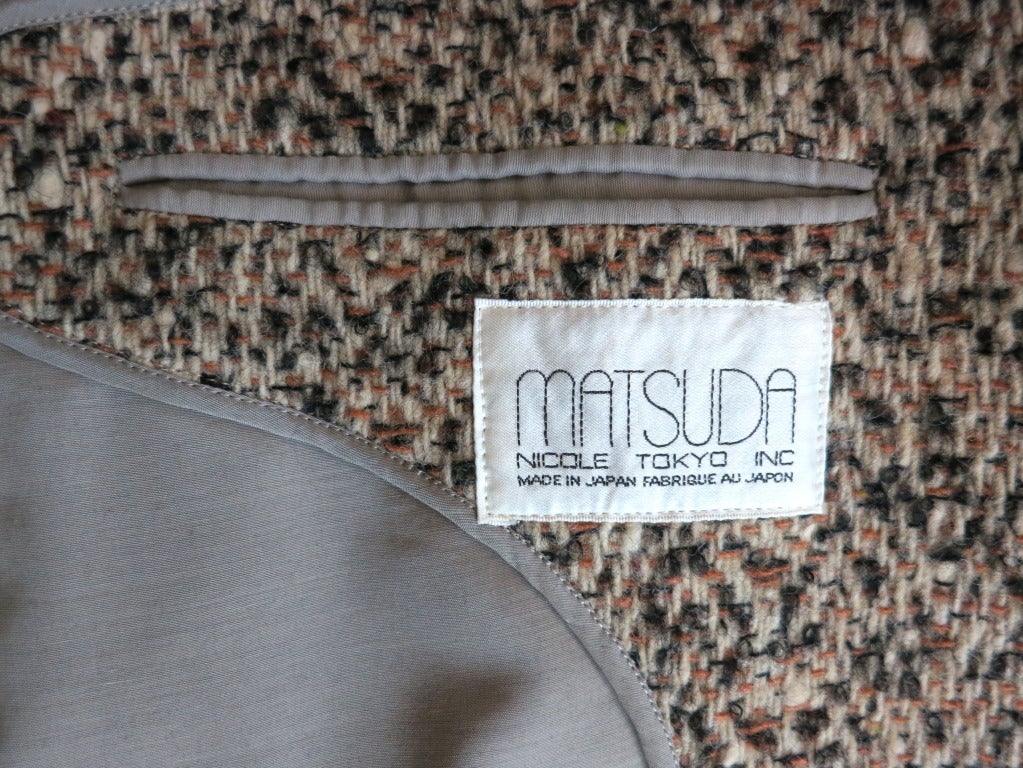 MATSUDA
NICOLE TOKYO INC
MADE IN JAPAN FABRIQUE AU JAPON